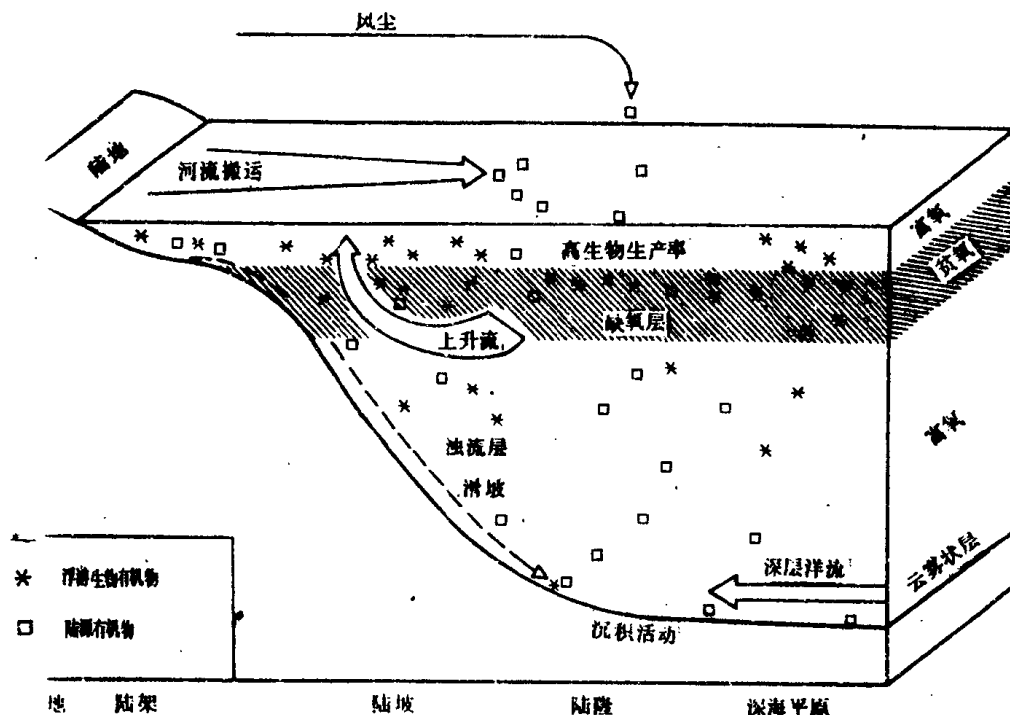 风尘
陆地
河流搬运
高生物生产率
富氧
贫氧
缺氧层
上升流
富氧
浊流层
滑坡
深层洋流
云雾状层
浮游生物有机物
陆源有机物
沉积活动
地 陆架 陆坡 陆隆 深海平原